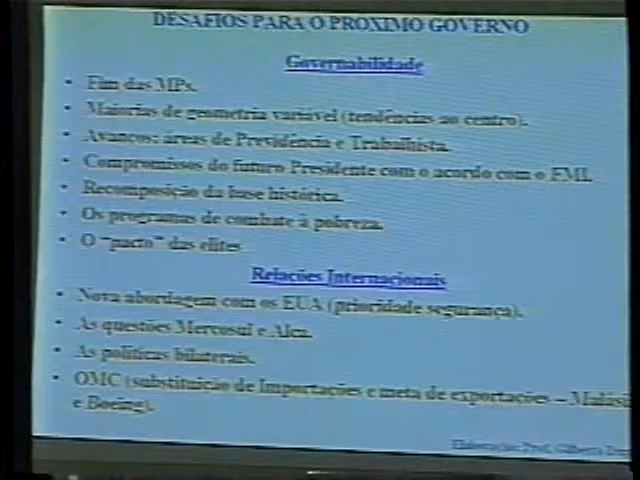 DESAFIOS PARA O PRÓXIMO GOVERNO
Governabilidade
• Fim das MPs.
• Maiorias de geometria variável (tendências ao centro).
• Avanços: áreas de Previdência e Trabalhista.
• Compromissos do futuro Presidente com o acordo com o FMI.
• Recomposição da base histórica.
• Os programas de combate à pobreza.
• O "pacto" das elites
Relações Internacionais
• Nova abordagem com os EUA (prioridade segurança).
• As questões Mercosul e Alca.
• As políticas bilaterais.
• OMC (substituição de Importações e meta de exportações –
e Boeing).
Elaboração: Prof.